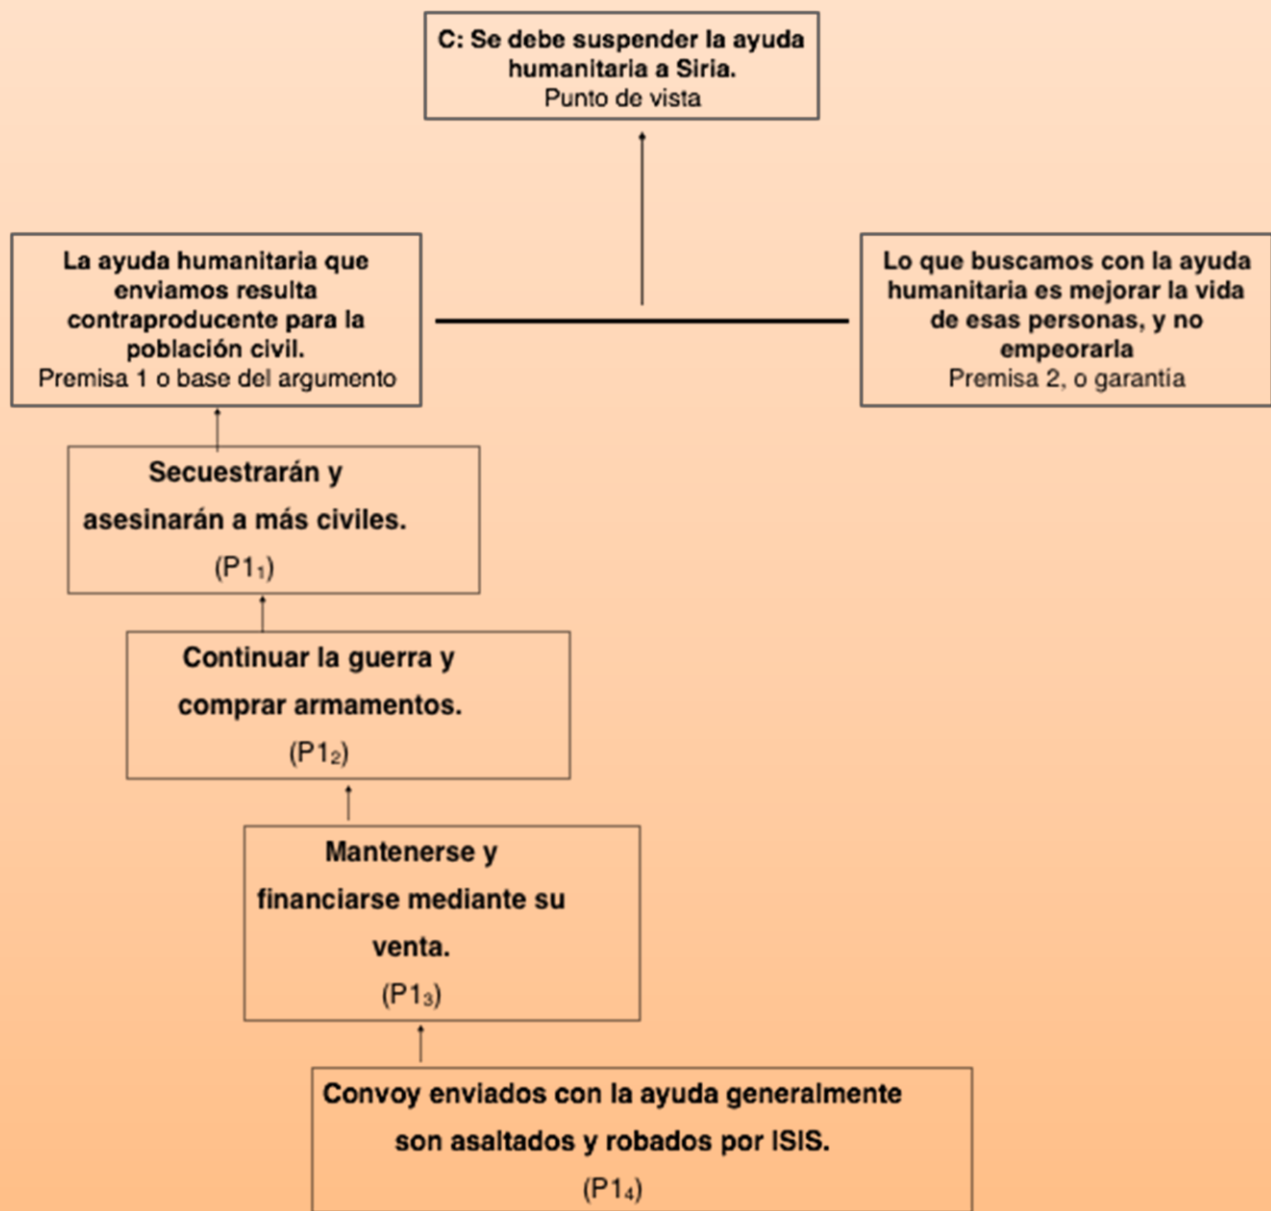 C: Se debe suspender la ayuda
humanitaria a Siria.
Punto de vista
La ayuda humanitaria que
enviamos resulta
contraproducente para la
población civil.
Premisa 1 o base del argumento
Lo que buscamos con la ayuda
humanitaria es mejorar la vida
de esas personas, y no
empeorarla
Premisa 2, o garantía
Secuestrarán y
asesinarán a más civiles.
(P1₁)
Continuar la guerra y
comprar armamentos.
(P1₂)
Mantenerse y
financiarse mediante su
venta.
(P1₃)
Convoy enviados con la ayuda generalmente
son asaltados y robados por ISIS.
(P1₄)